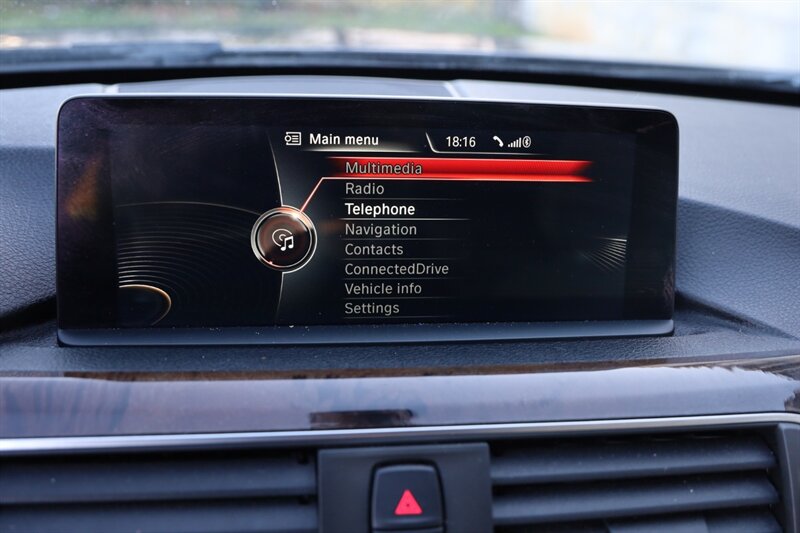 Main menu 18:16
Multimedia
Radio
Telephone
Navigation
Contacts
ConnectedDrive
Vehicle info
Settings